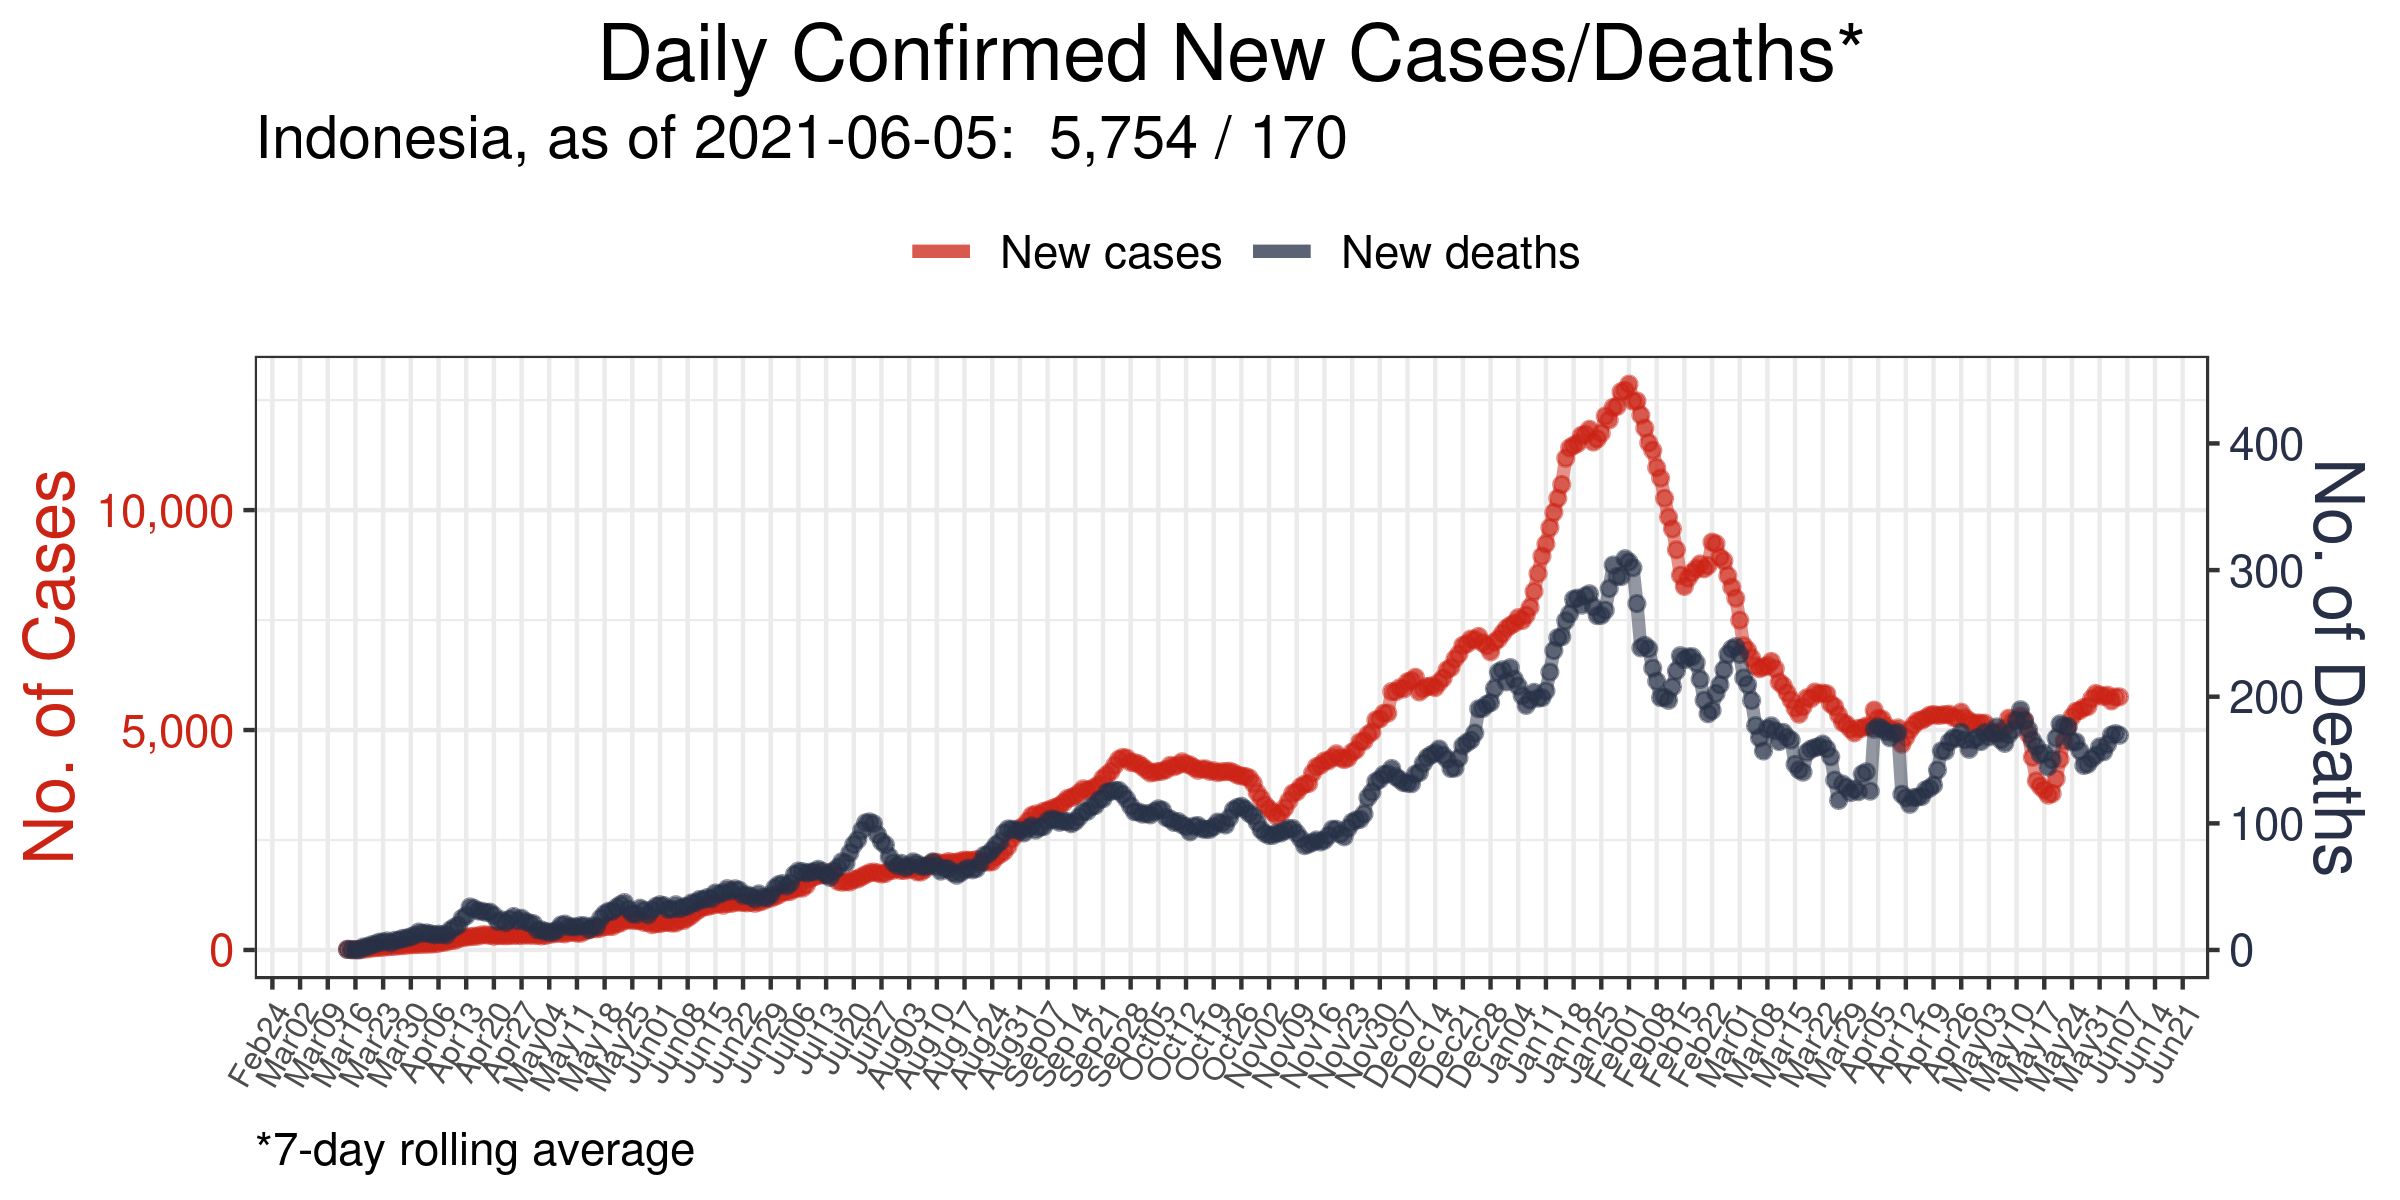 Daily Confirmed New Cases/Deaths*
Indonesia, as of 2021-06-05:  5,754 / 170
New cases
New deaths
No. of Cases
10,000
5,000
0
400
300
200
100
0
No. of Deaths
Feb24
Mar02
Mar09
Mar16
Mar23
Mar30
Apr06
Apr13
Apr20
Apr27
May04
May11
May18
May25
Jun01
Jun08
Jun15
Jun22
Jun29
Jul06
Jul13
Jul20
Jul27
Aug03
Aug10
Aug17
Aug24
Aug31
Sep07
Sep14
Sep21
Sep28
Oct05
Oct12
Oct19
Oct26
Nov02
Nov09
Nov16
Nov23
Nov30
Dec07
Dec14
Dec21
Dec28
Jan04
Jan11
Jan18
Jan25
Feb01
Feb08
Feb15
Feb22
Mar01
Mar08
Mar15
Mar22
Mar29
Apr05
Apr12
Apr19
Apr26
May03
May10
May17
May24
May31
Jun07
Jun14
Jun21
*7-day rolling average